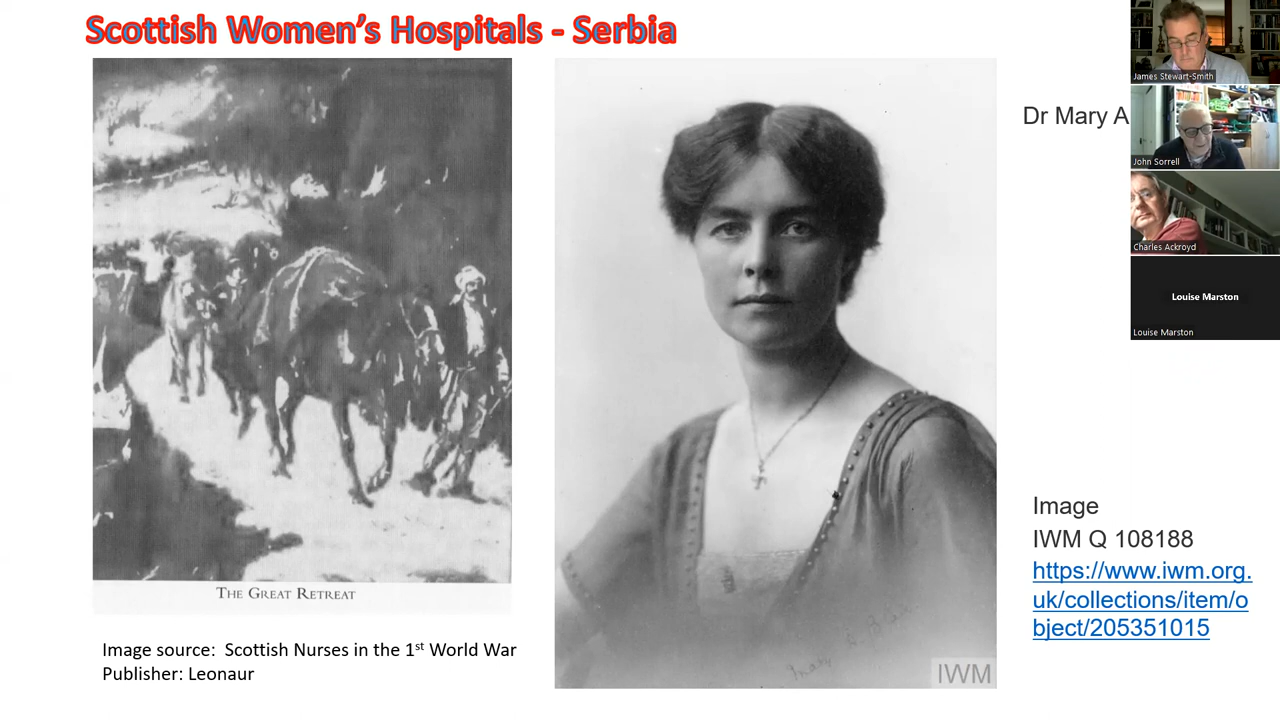 Scottish Women's Hospitals - Serbia
James Stewart-Smith
Dr Mary A
John Sorrell
Charles Ackroyd
Louise Marston
Louise Marston
Image
IWM Q 108188
https://www.iwm.org.
uk/collections/item/o
bject/205351015
THE GREAT RETREAT
Image source: Scottish Nurses in the 1st World War
Publisher: Leonaur
IWM